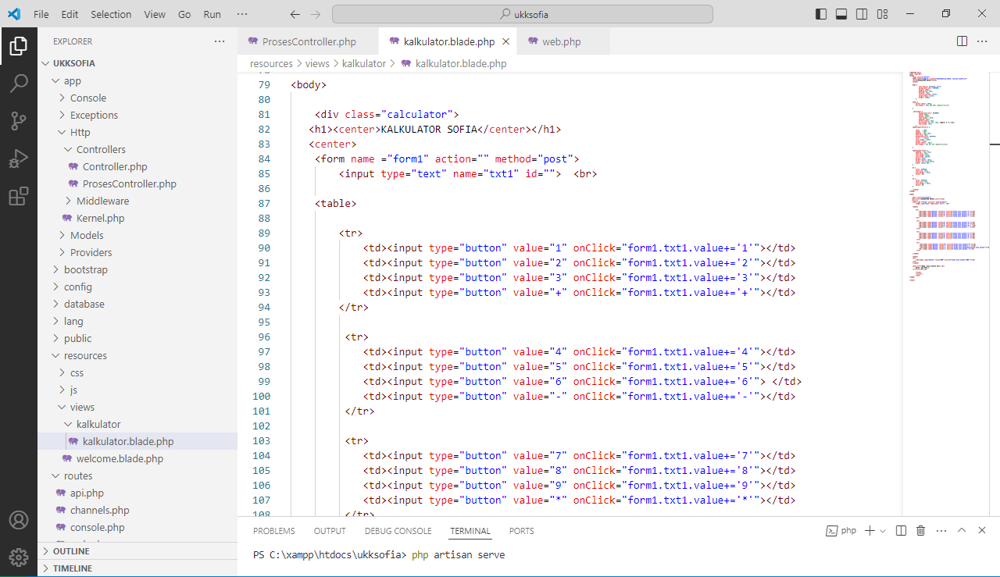 File Edit Selection View Go Run ··· ukksofia
EXPLORER ···
UKKSOFIA
app
Console
Exceptions
Http
Controllers
Controller.php
ProsesController.php
Middleware
Kernel.php
Models
Providers
bootstrap
config
database
lang
public
resources
css
js
views
kalkulator
kalkulator.blade.php
welcome.blade.php
routes
api.php
channels.php
console.php
OUTLINE
TIMELINE
ProsesController.php kalkulator.blade.php web.php
resources > views > kalkulator > kalkulator.blade.php
79 <body>
80
81 <div class="calculator">
82 <h1><center>KALKULATOR SOFIA</center></h1>
83 <center>
84 <form name ="form1" action="" method="post">
85 <input type="text" name="txt1" id=""> <br>
86
87 <table>
88
89 <tr>
90 <td><input type="button" value="1" onClick="form1.txt1.value+='1'"></td>
91 <td><input type="button" value="2" onClick="form1.txt1.value+='2'"></td>
92 <td><input type="button" value="3" onClick="form1.txt1.value+='3'"></td>
93 <td><input type="button" value="+" onClick="form1.txt1.value+='+'"></td>
94 </tr>
95
96 <tr>
97 <td><input type="button" value="4" onClick="form1.txt1.value+='4'"></td>
98 <td><input type="button" value="5" onClick="form1.txt1.value+='5'"></td>
99 <td><input type="button" value="6" onClick="form1.txt1.value+='6'"> </td>
100 <td><input type="button" value="-" onClick="form1.txt1.value+='-'"></td>
101 </tr>
102
103 <tr>
104 <td><input type="button" value="7" onClick="form1.txt1.value+='7'"></td>
105 <td><input type="button" value="8" onClick="form1.txt1.value+='8'"></td>
106 <td><input type="button" value="9" onClick="form1.txt1.value+='9'"></td>
107 <td><input type="button" value="*" onClick="form1.txt1.value+='*'"></td>
108 </tr>
PROBLEMS OUTPUT DEBUG CONSOLE TERMINAL PORTS php
PS C:\xampp\htdocs\ukksofia> php artisan serve